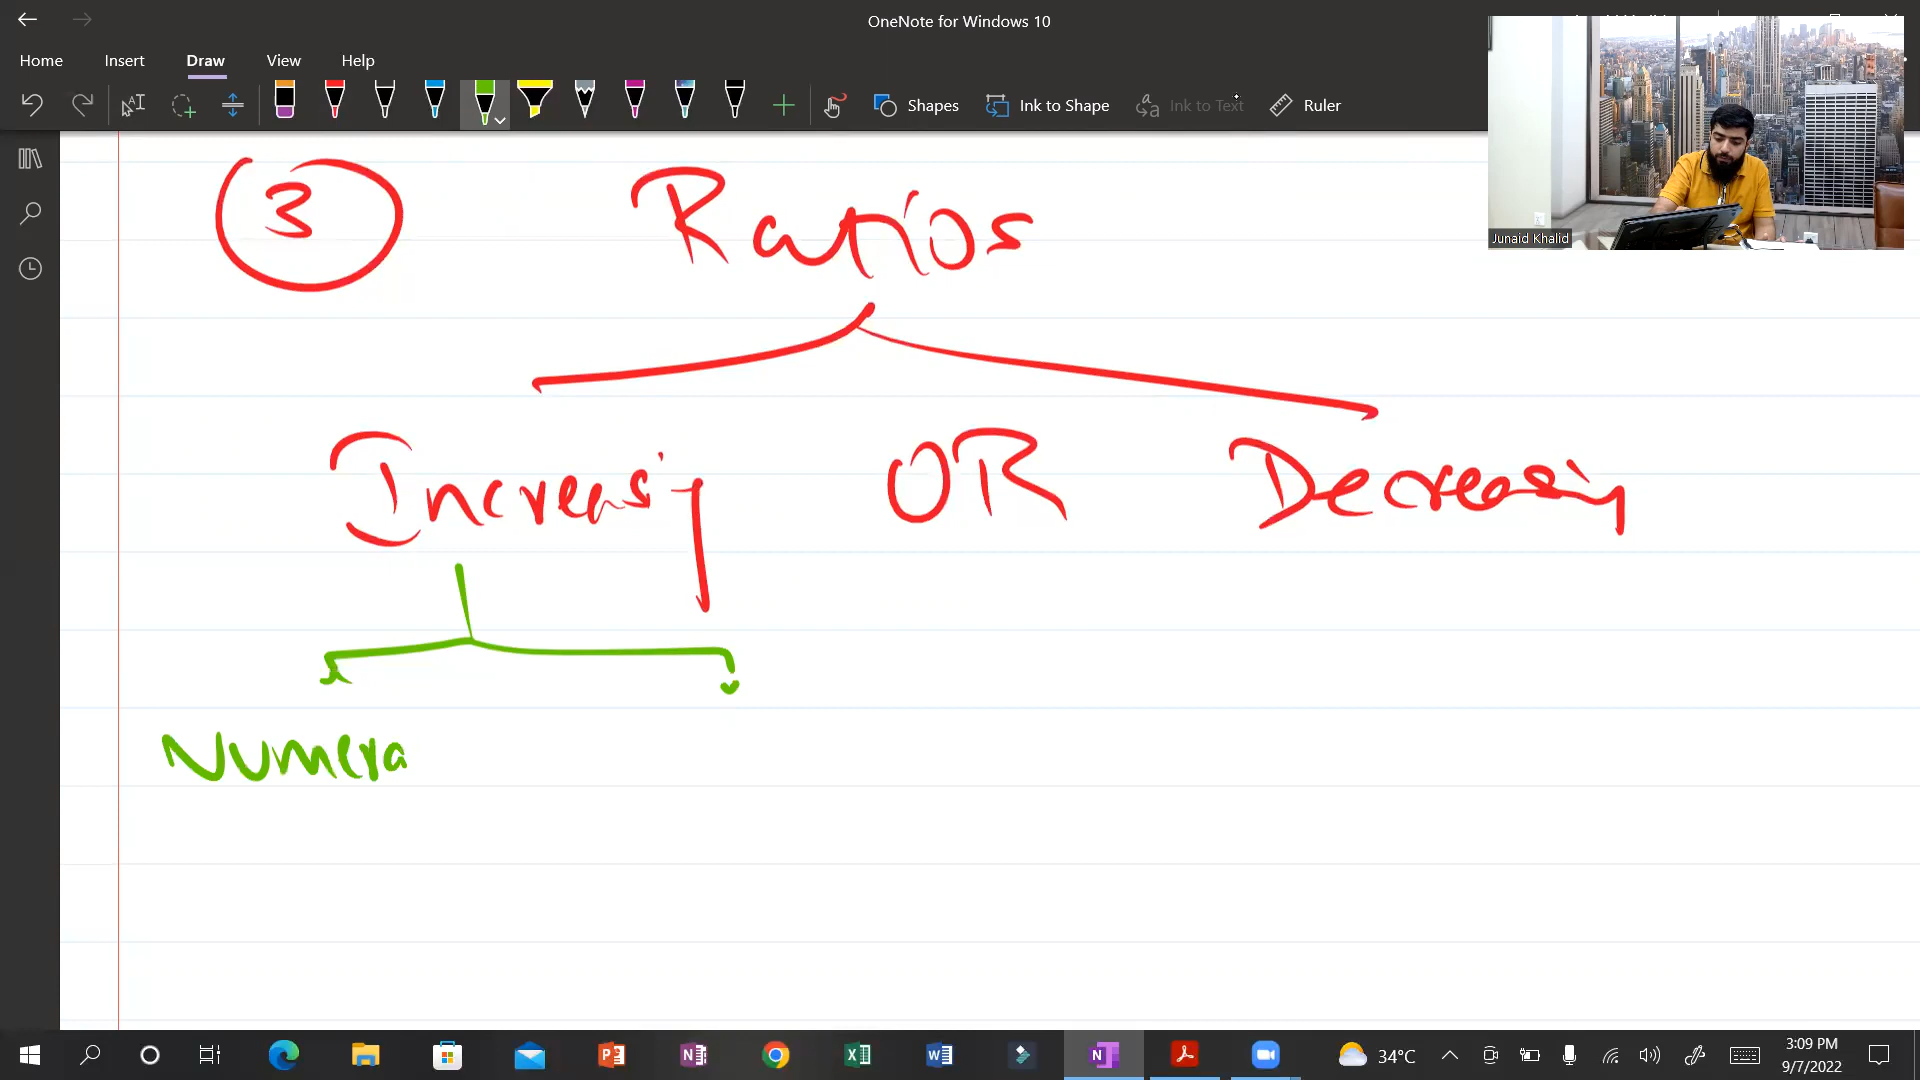 OneNote for Windows 10
Home Insert Draw View Help
Shapes Ink to Shape Ink to Text Ruler
Junaid Khalid
3 Ratios
Increasing OR Decreasing
Numera
34°C
3:09 PM
9/7/2022